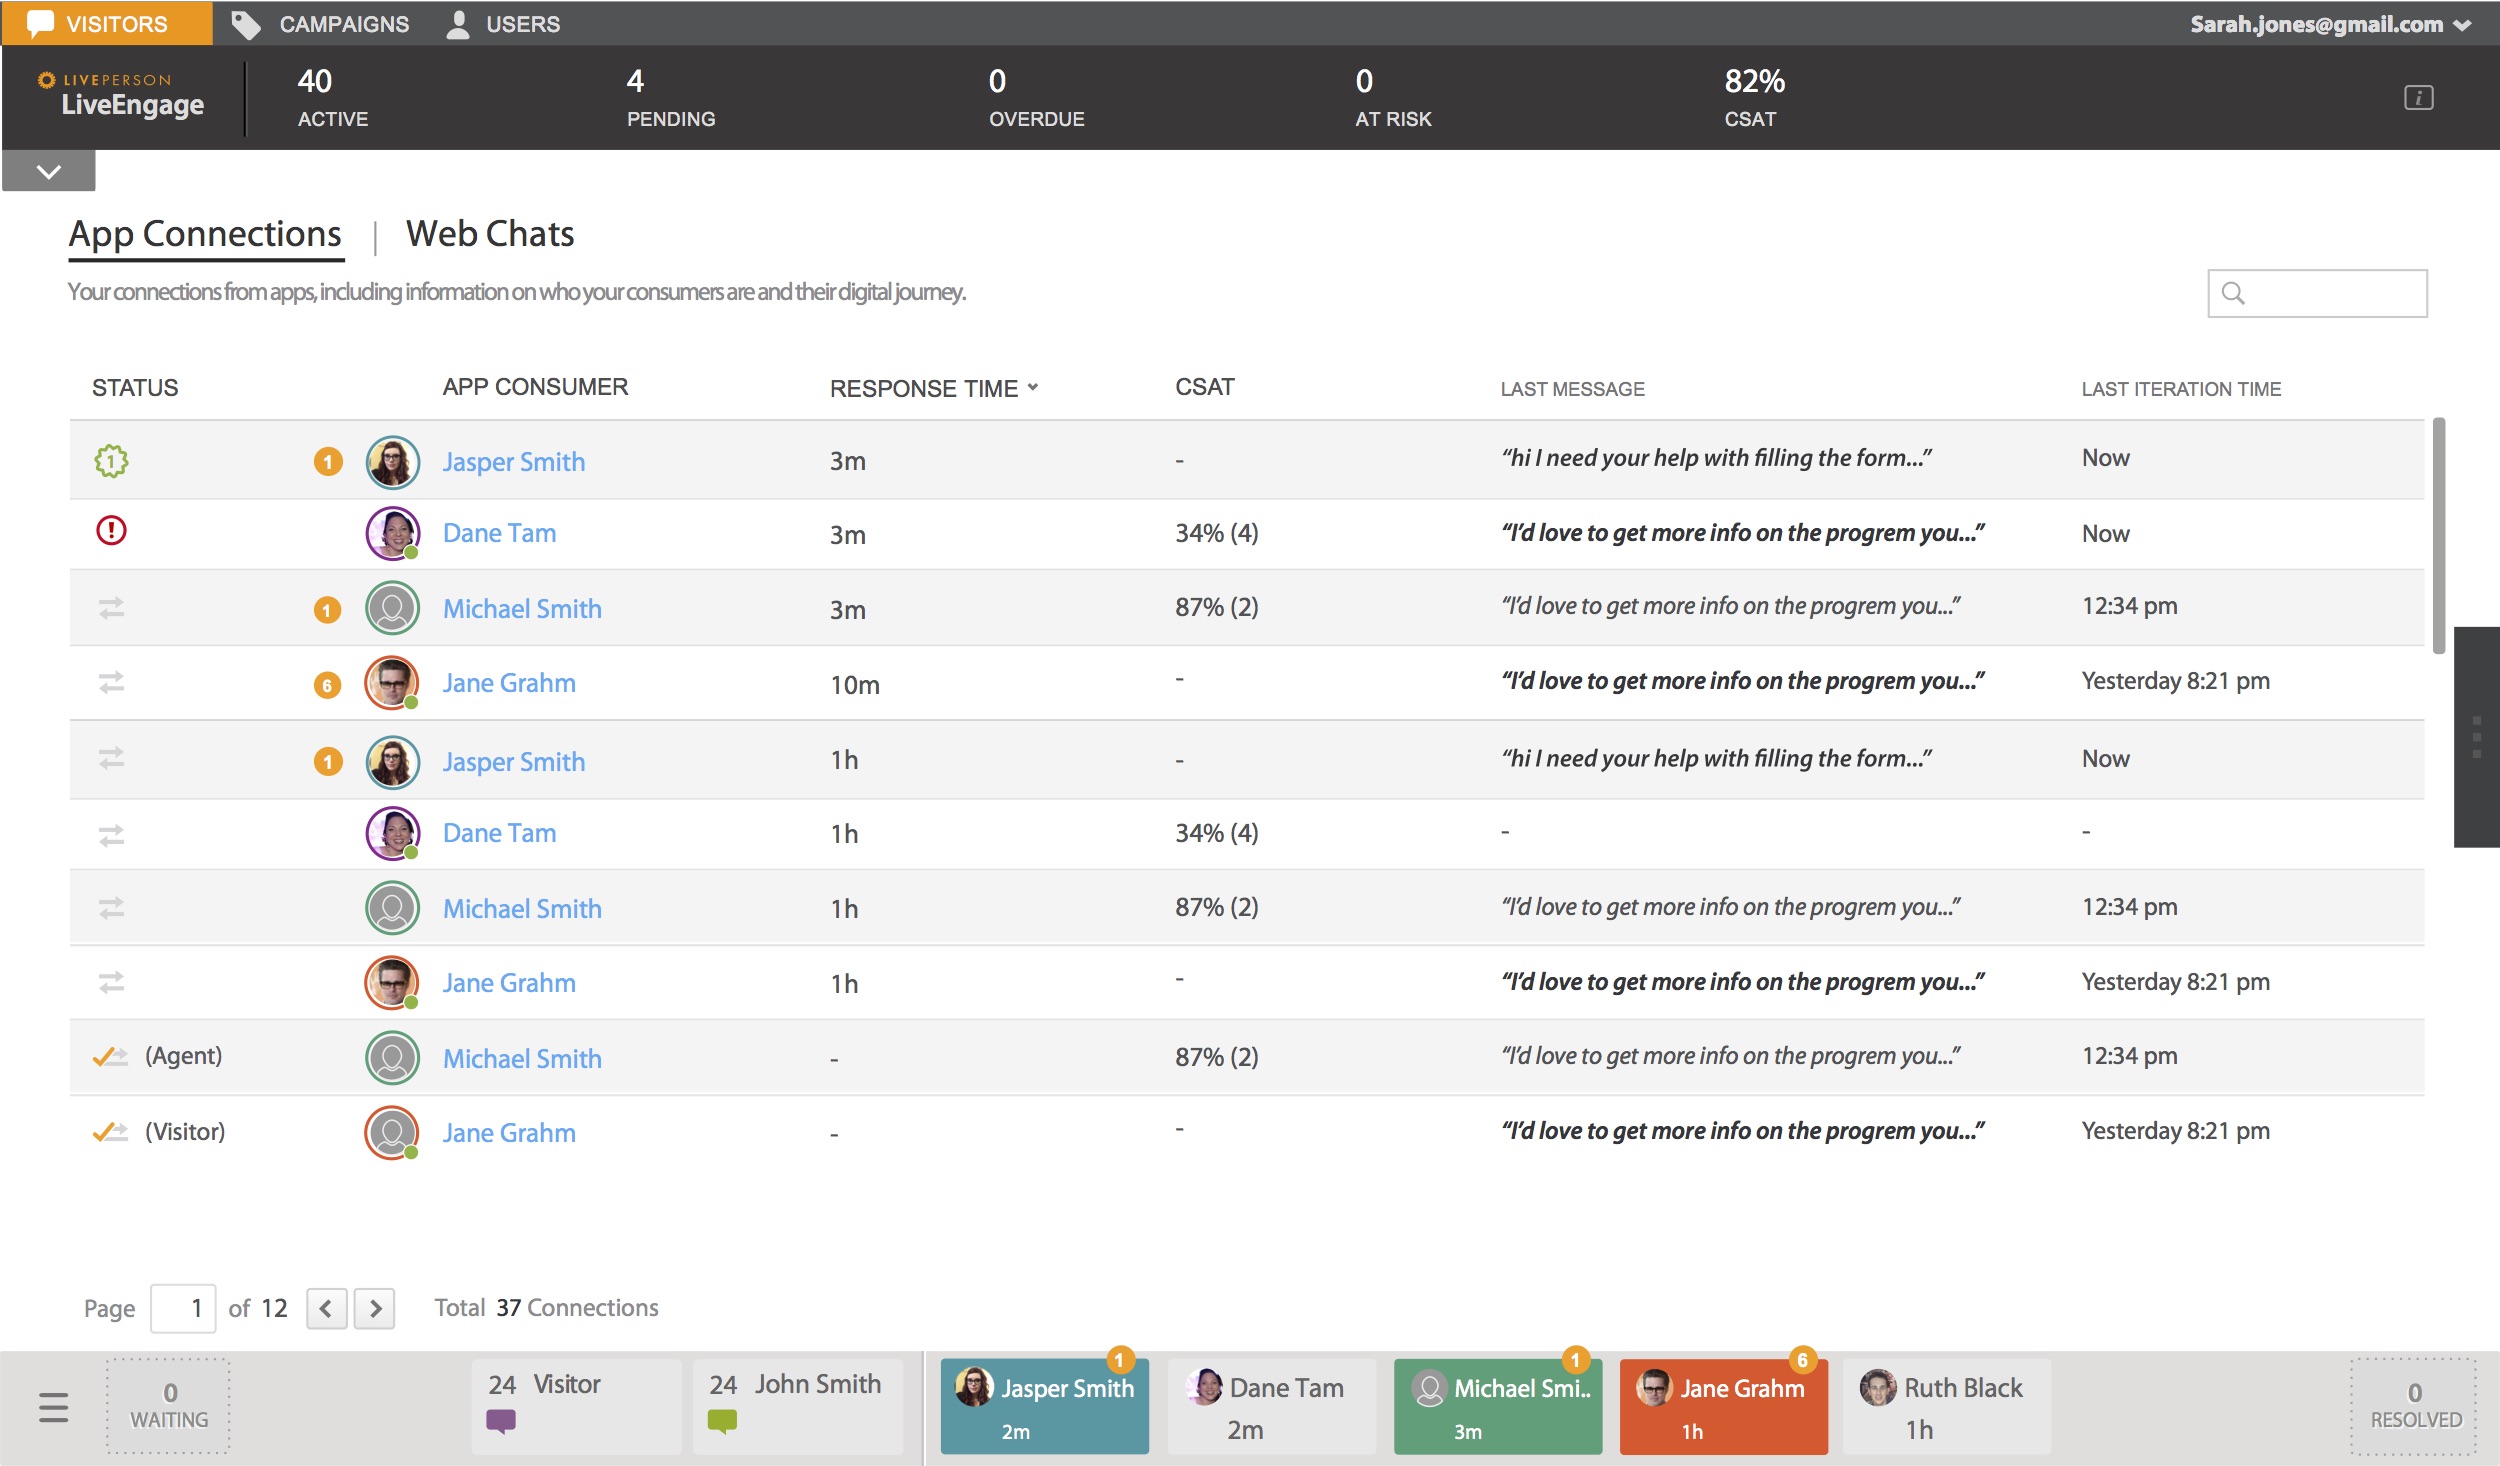 VISITORS CAMPAIGNS USERS Sarah.jones@gmail.com
LIVEPERSON
LiveEngage
40 4 0 0 82%
ACTIVE PENDING OVERDUE AT RISK CSAT
App Connections | Web Chats
Your connections from apps, including information on who your consumers are and their digital journey.
STATUS APP CONSUMER RESPONSE TIME CSAT LAST MESSAGE LAST ITERATION TIME
1 1 Jasper Smith 3m - “hi I need your help with filling the form...” Now
! Dane Tam 3m 34% (4) “I’d love to get more info on the progrem you...” Now
1 Michael Smith 3m 87% (2) “I’d love to get more info on the progrem you...” 12:34 pm
6 Jane Grahm 10m - “I’d love to get more info on the progrem you...” Yesterday 8:21 pm
1 Jasper Smith 1h - “hi I need your help with filling the form...” Now
Dane Tam 1h 34% (4) - -
Michael Smith 1h 87% (2) “I’d love to get more info on the progrem you...” 12:34 pm
Jane Grahm 1h - “I’d love to get more info on the progrem you...” Yesterday 8:21 pm
(Agent) Michael Smith - 87% (2) “I’d love to get more info on the progrem you...” 12:34 pm
(Visitor) Jane Grahm - - “I’d love to get more info on the progrem you...” Yesterday 8:21 pm
Page 1 of 12 Total 37 Connections
0
WAITING
24 Visitor
24 John Smith
1
Jasper Smith
2m
Dane Tam
2m
1
Michael Smi..
3m
6
Jane Grahm
1h
Ruth Black
1h
0
RESOLVED